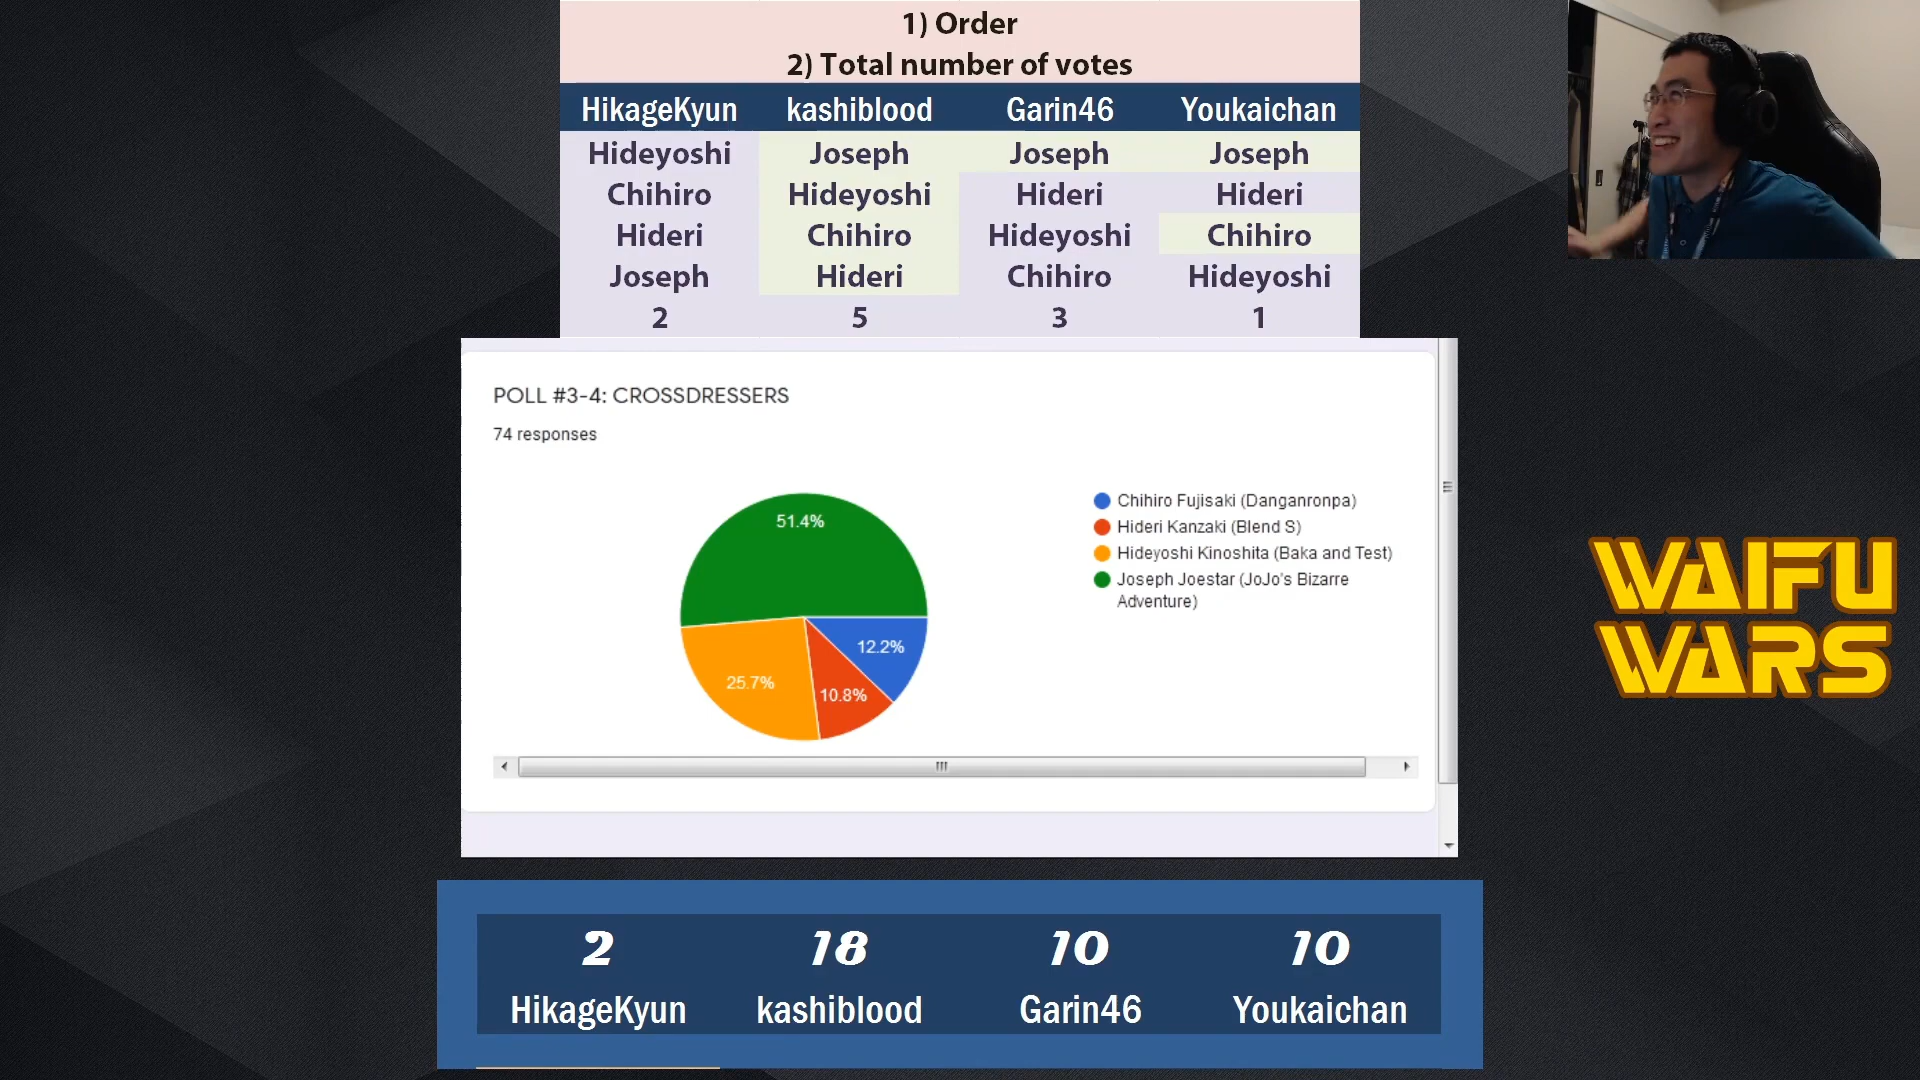 1) Order
2) Total number of votes
HikageKyun kashiblood Garin46 Youkaichan
Hideyoshi Joseph Joseph Joseph
Chihiro Hideyoshi Hideri Hideri
Hideri Chihiro Hideyoshi Chihiro
Joseph Hideri Chihiro Hideyoshi
2 5 3 1
POLL #3-4: CROSSDRESSERS
74 responses
51.4%
12.2%
25.7%
10.8%
Chihiro Fujisaki (Danganronpa)
Hideri Kanzaki (Blend S)
Hideyoshi Kinoshita (Baka and Test)
Joseph Joestar (JoJo's Bizarre
Adventure)
WAIFU
WARS
2 18 10 10
HikageKyun kashiblood Garin46 Youkaichan